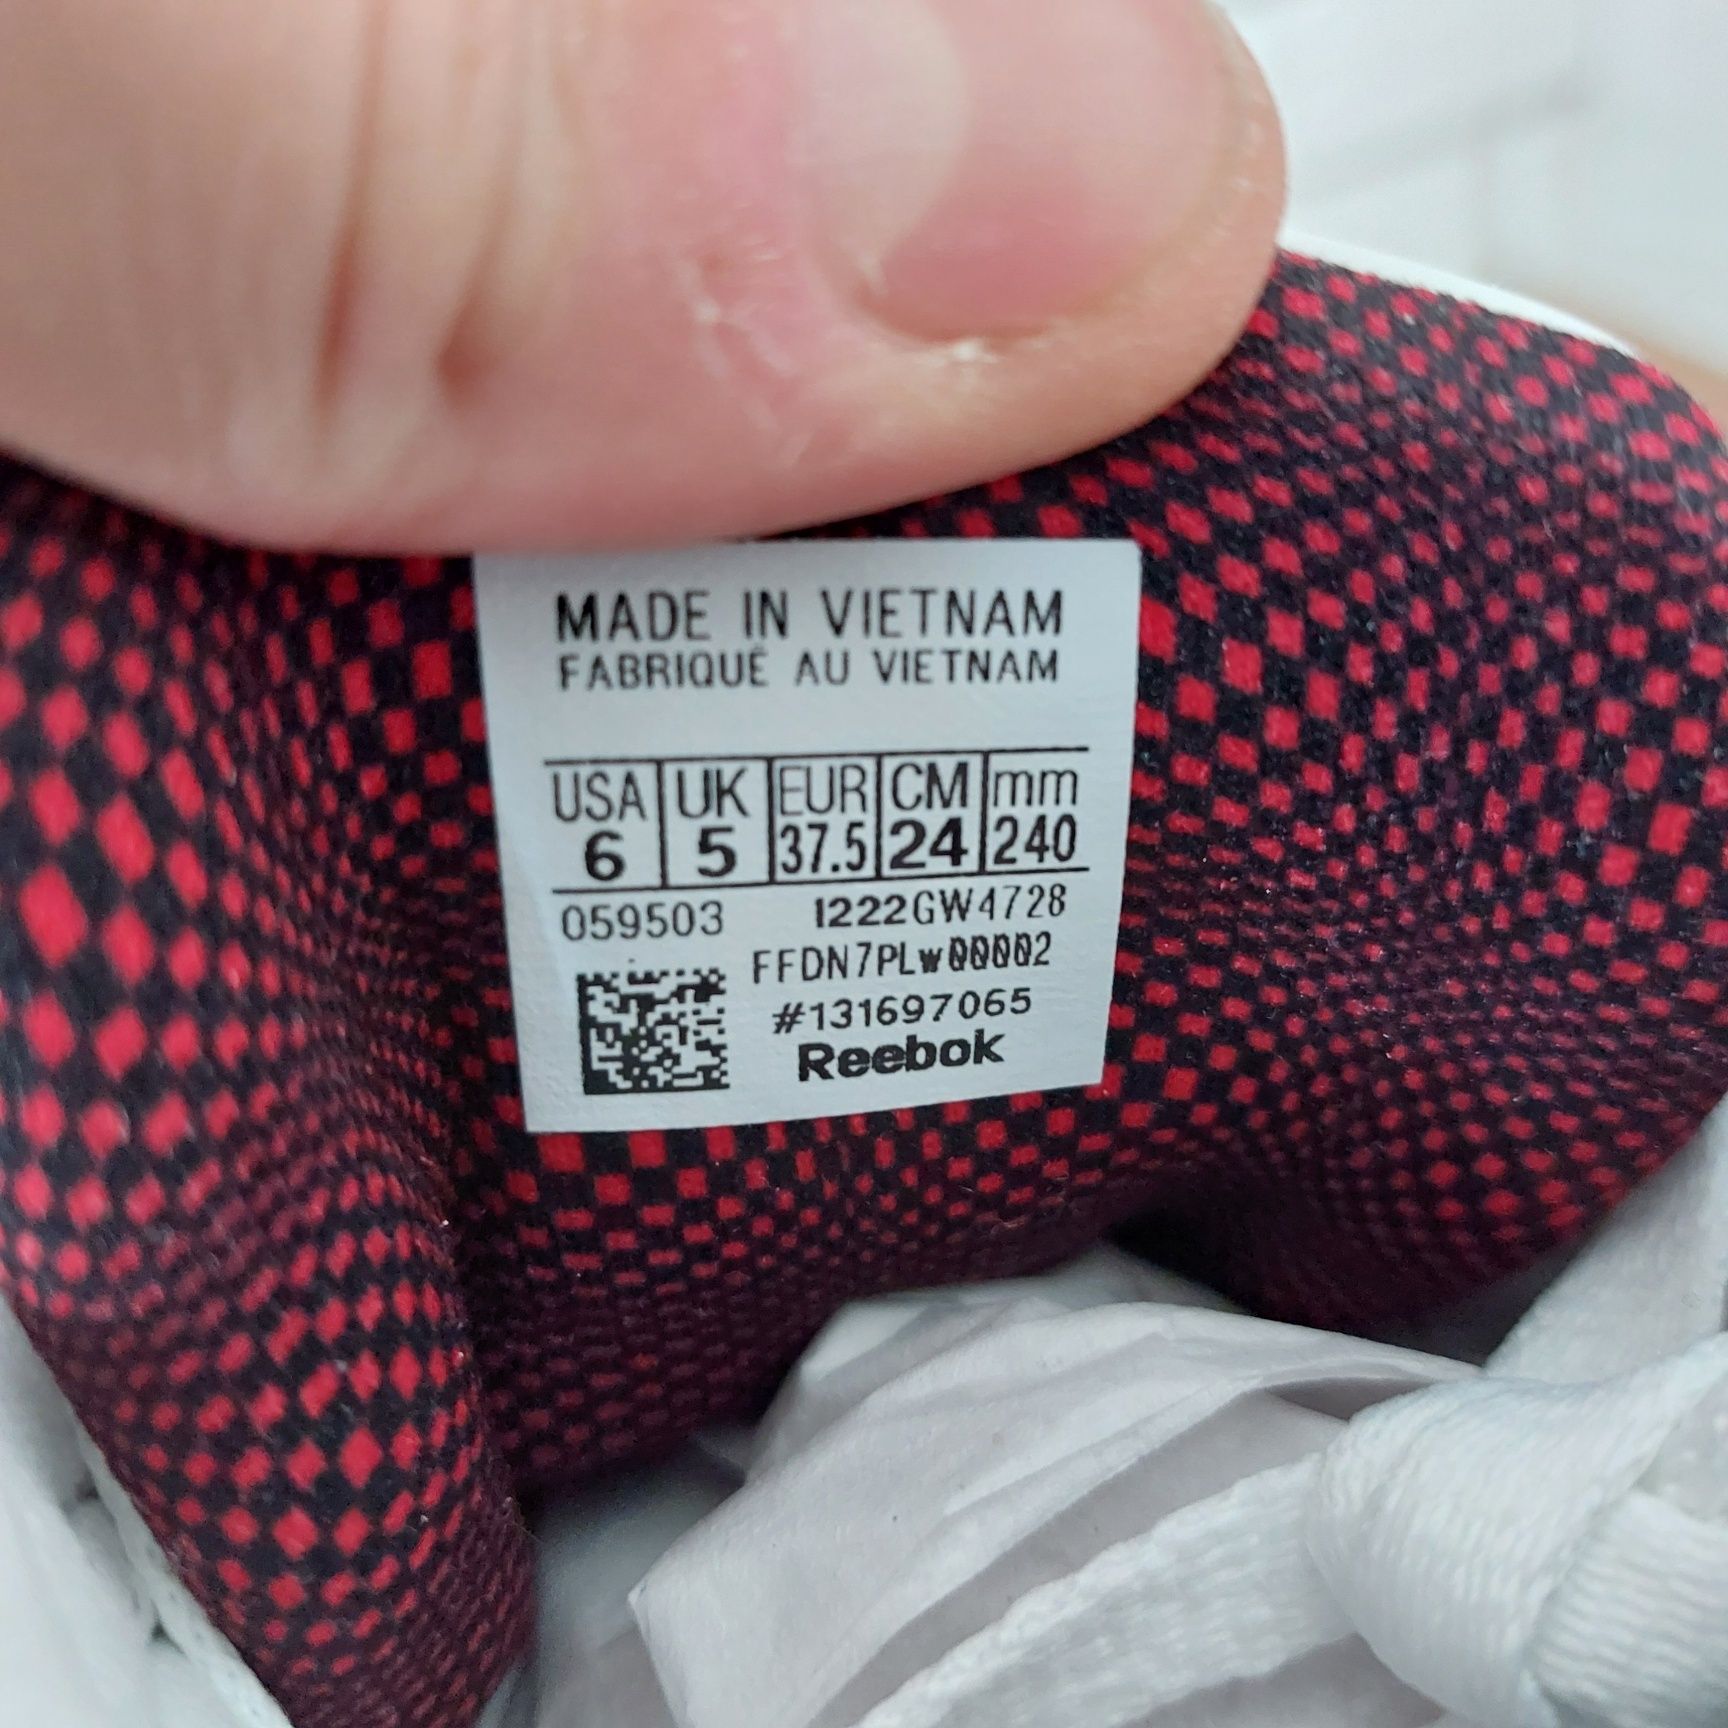 MADE IN VIETNAM
FABRIQUÉ AU VIETNAM
USA UK EUR CM mm
6 5 37.5 24 240
059503 1222GW4728
FFDN7PLw00002
#131697065
Reebok